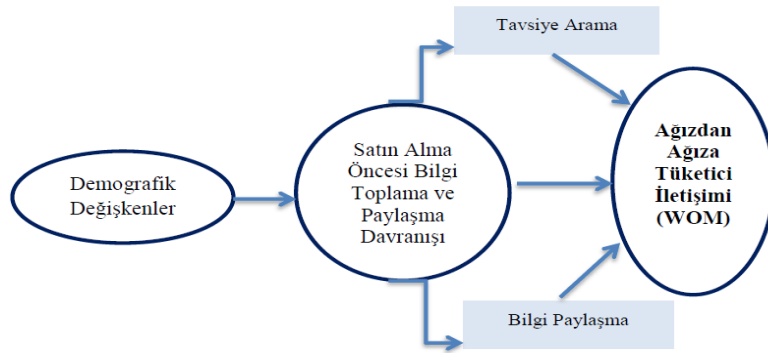 Tavsiye Arama
Demografik
Değişkenler
Satın Alma
Öncesi Bilgi
Toplama ve
Paylaşma
Davranışı
Ağızdan
Ağıza
Tüketici
İletişimi
(WOM)
Bilgi Paylaşma